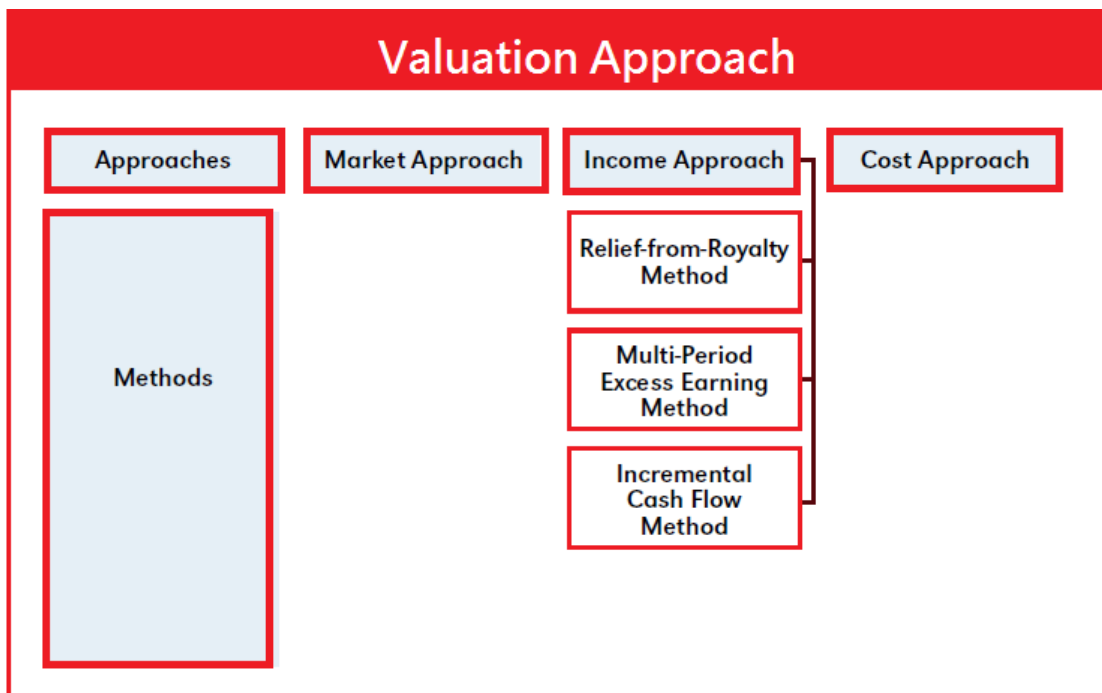 Valuation Approach
Approaches
Market Approach
Income Approach
Cost Approach
Methods
Relief-from-Royalty
Method
Multi-Period
Excess Earning
Method
Incremental
Cash Flow
Method